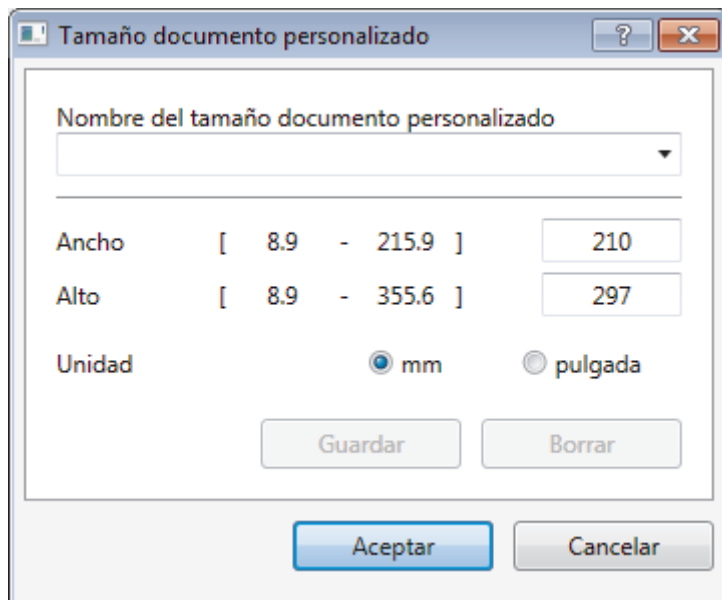 Tamaño documento personalizado
Nombre del tamaño documento personalizado
Ancho [ 8.9 - 215.9 ] 210
Alto [ 8.9 - 355.6 ] 297
Unidad mm pulgada
Guardar Borrar
Aceptar Cancelar